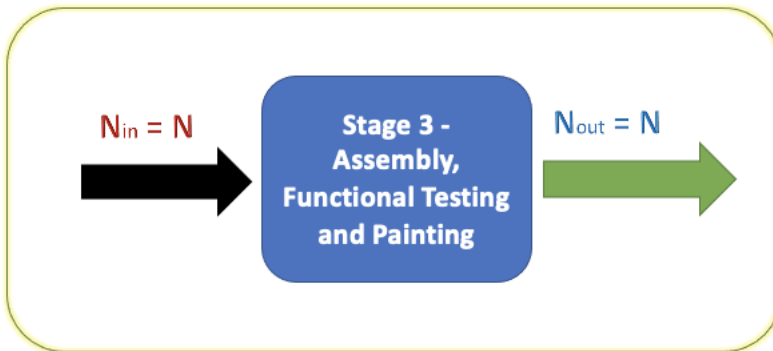 Nin = N
Stage 3 -
Assembly,
Functional Testing
and Painting
Nout = N